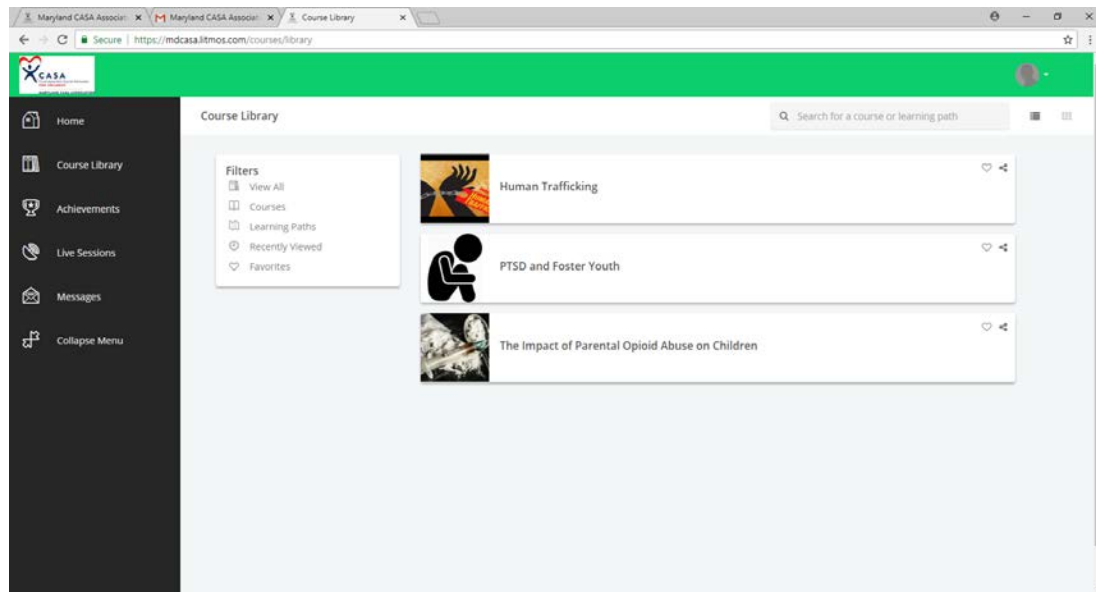 Maryland CASA Associat
Maryland CASA Associat
Course Library
Secure | https://mdcasa.litmos.com/courses/library
CASA
Home
Course Library
Achievements
Live Sessions
Messages
Collapse Menu
Course Library
Search for a course or learning path
Filters
View All
Courses
Learning Paths
Recently Viewed
Favorites
Human Trafficking
PTSD and Foster Youth
The Impact of Parental Opioid Abuse on Children